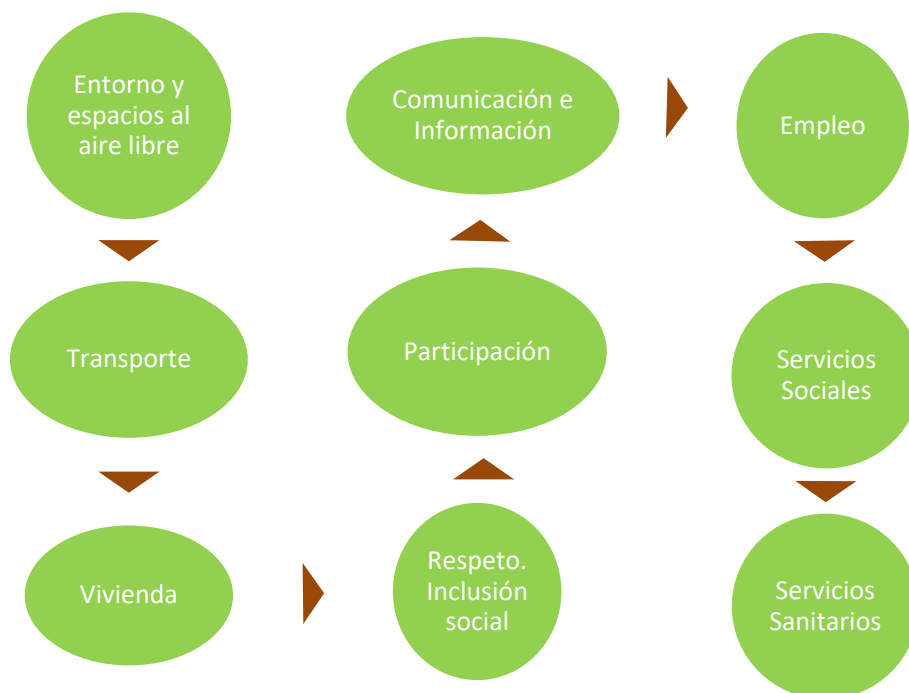 Entorno y
espacios al
aire libre
Transporte
Vivienda
Respeto.
Inclusión
social
Participación
Comunicación e
Información
Empleo
Servicios
Sociales
Servicios
Sanitarios